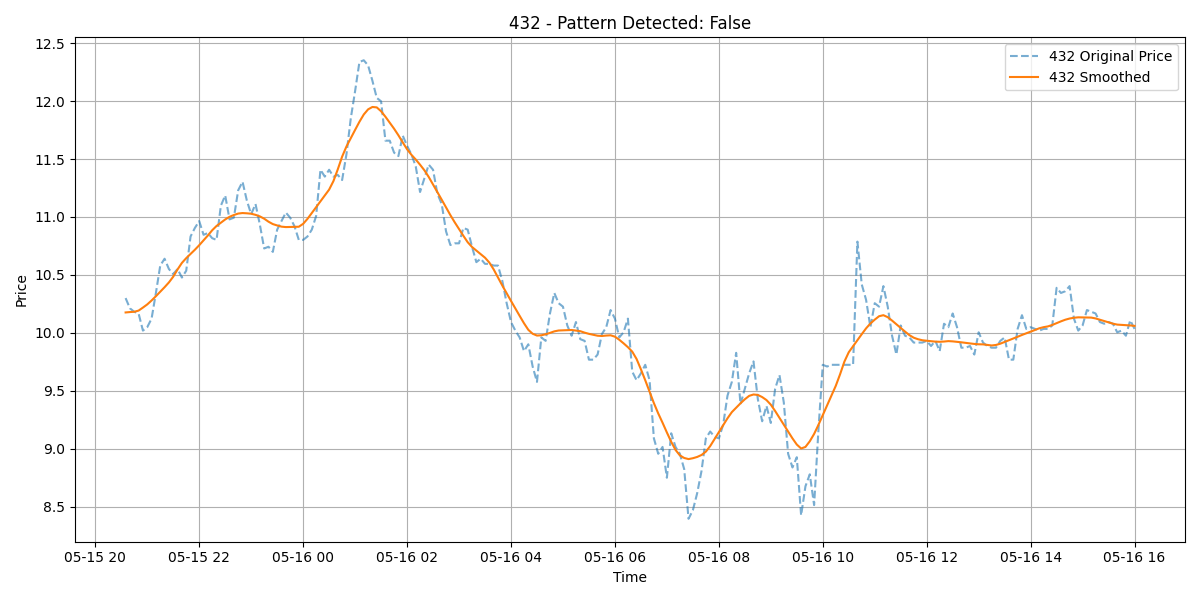 432 - Pattern Detected: False
432 Original Price
432 Smoothed
12.5
12.0
11.5
11.0
10.5
10.0
9.5
9.0
8.5
Price
05-15 20 05-15 22 05-16 00 05-16 02 05-16 04 05-16 06 05-16 08 05-16 10 05-16 12 05-16 14 05-16 16
Time